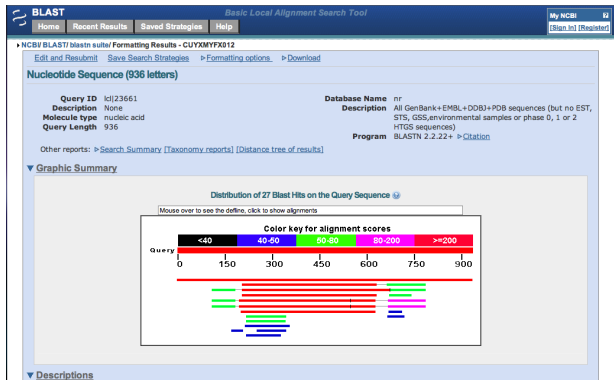 BLAST
Basic Local Alignment Search Tool
My NCBI
Home Recent Results Saved Strategies Help
[Sign In] [Register]
NCBI/ BLAST/ blastn suite/ Formatting Results - CUYXMYFX012
Edit and Resubmit Save Search Strategies Formatting options Download
Nucleotide Sequence (936 letters)
Query ID lcl|23661
Description None
Molecule type nucleic acid
Query Length 936
Database Name nr
Description All GenBank+EMBL+DDBJ+PDB sequences (but no EST,
STS, GSS,environmental samples or phase 0, 1 or 2
HTGS sequences)
Program BLASTN 2.2.22+ Citation
Other reports: Search Summary [Taxonomy reports] [Distance tree of results]
Graphic Summary
Distribution of 27 Blast Hits on the Query Sequence
Mouse over to see the defline, click to show alignments
Color key for alignment scores
<40 40-50 50-80 80-200 >=200
Query
0 150 300 450 600 750 900
Descriptions